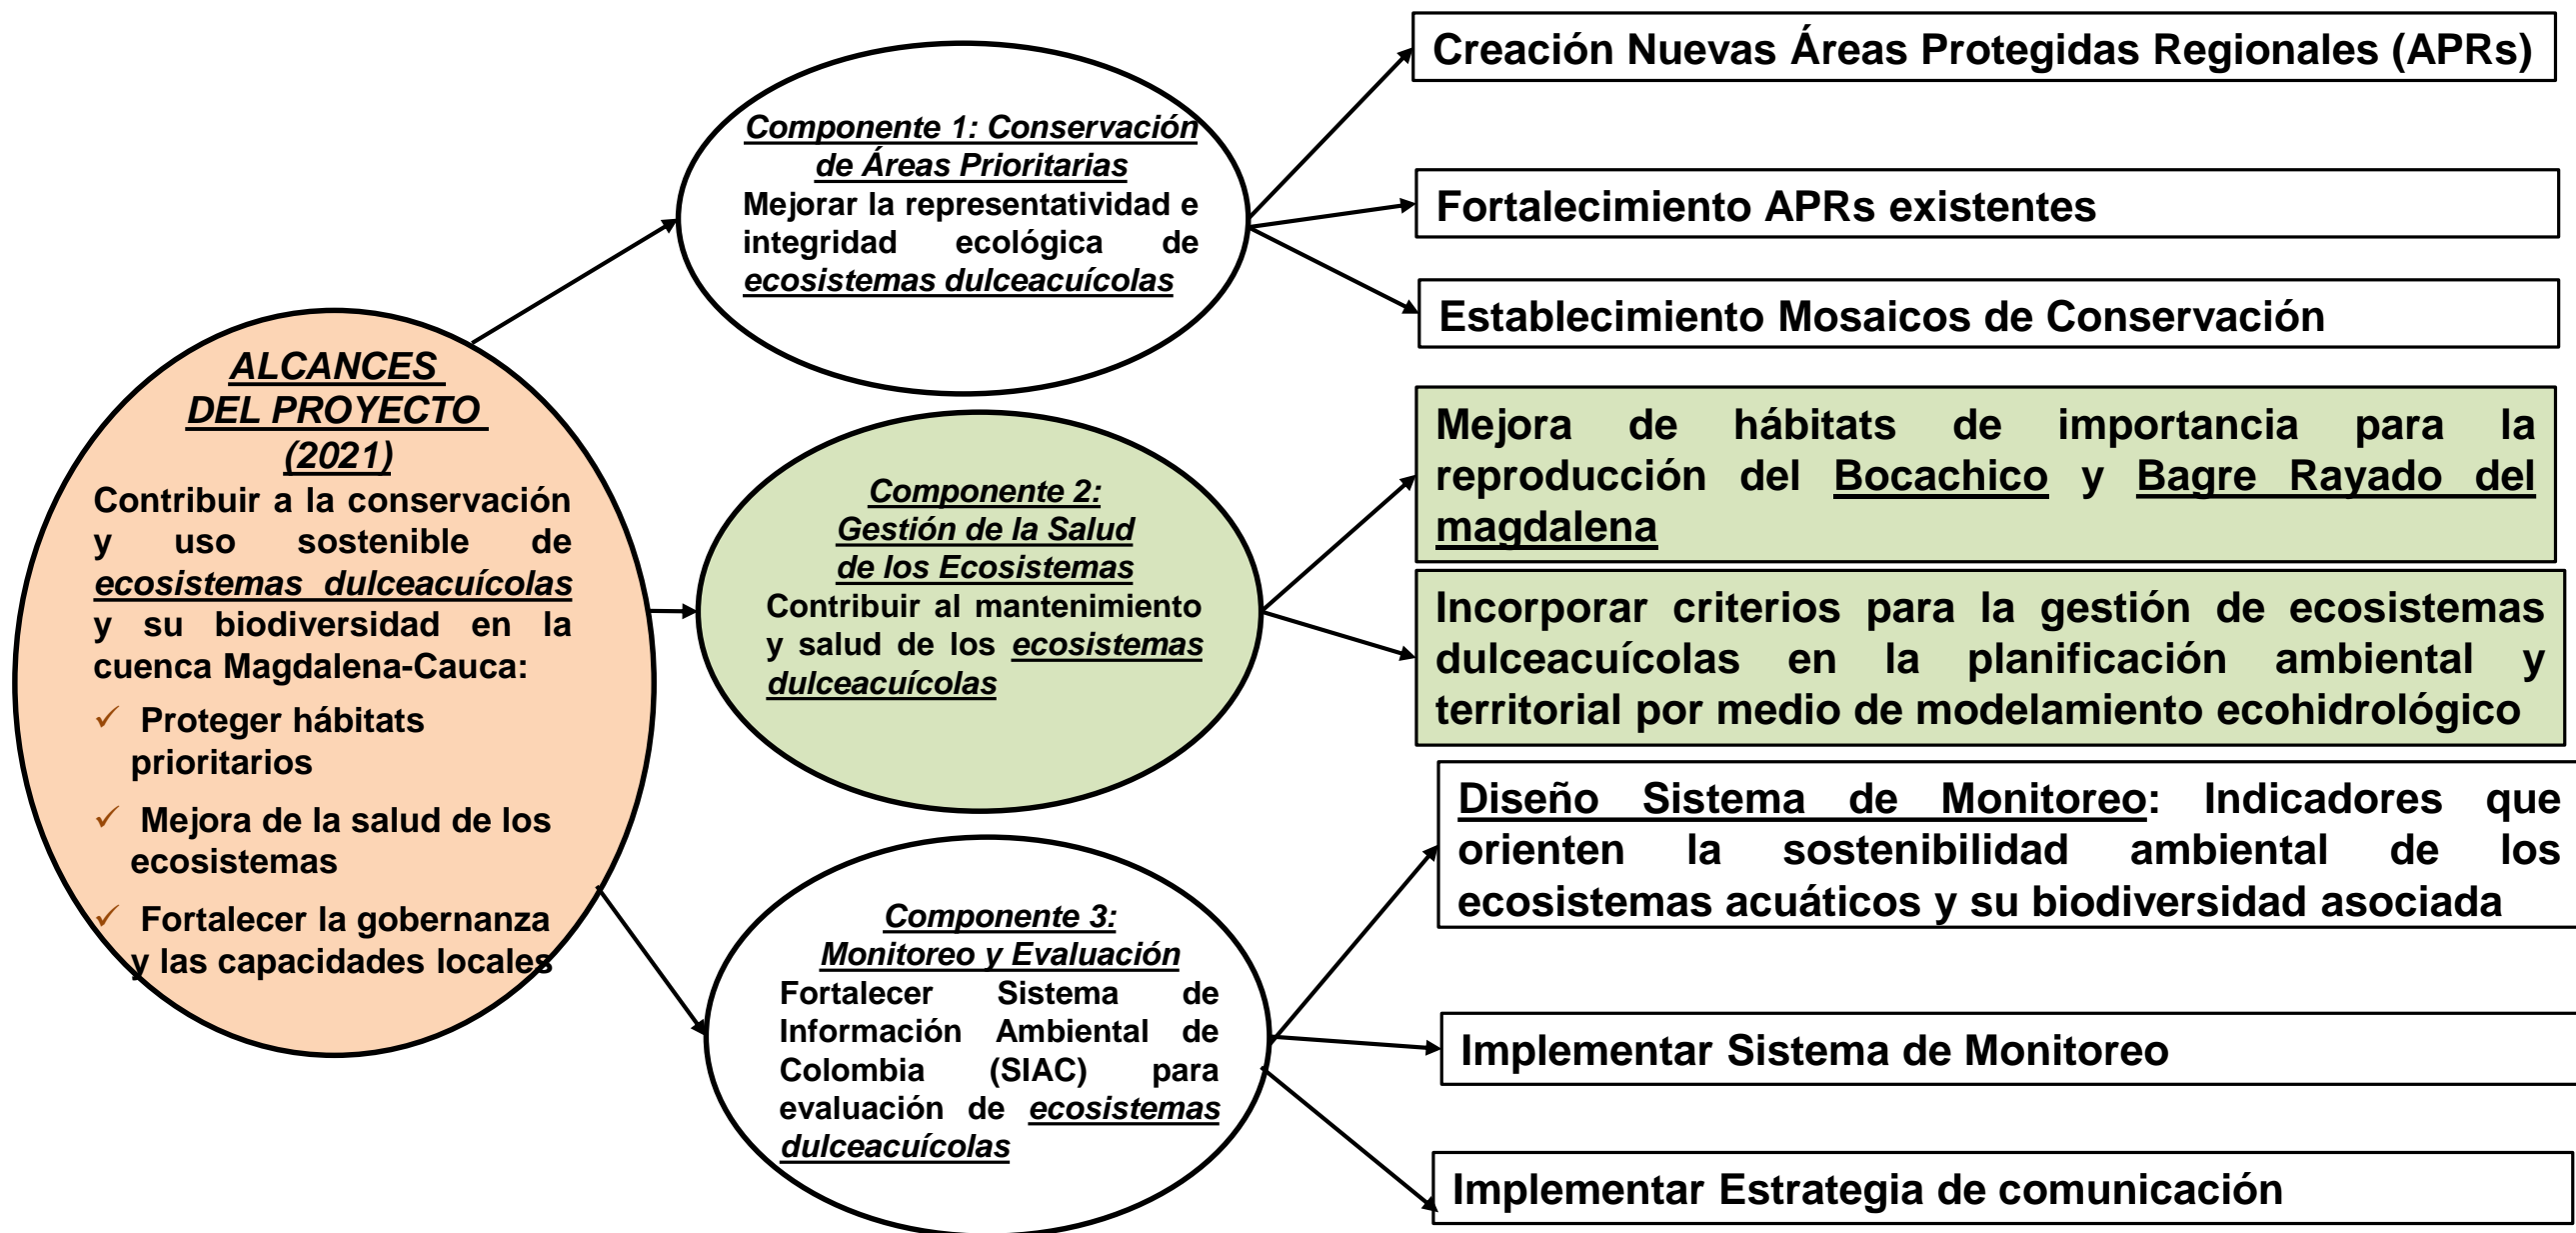 ALCANCES
DEL PROYECTO
(2021)
Contribuir a la conservación
y uso sostenible de
ecosistemas dulceacuícolas
y su biodiversidad en la
cuenca Magdalena-Cauca:
✓ Proteger hábitats
prioritarios
✓ Mejora de la salud de los
ecosistemas
✓ Fortalecer la gobernanza
y las capacidades locales
Componente 1: Conservación
de Áreas Prioritarias
Mejorar la representatividad e
integridad ecológica de
ecosistemas dulceacuícolas
Creación Nuevas Áreas Protegidas Regionales (APRs)
Fortalecimiento APRs existentes
Establecimiento Mosaicos de Conservación
Componente 2:
Gestión de la Salud
de los Ecosistemas
Contribuir al mantenimiento
y salud de los ecosistemas
dulceacuícolas
Mejora de hábitats de importancia para la
reproducción del Bocachico y Bagre Rayado del
magdalena
Incorporar criterios para la gestión de ecosistemas
dulceacuícolas en la planificación ambiental y
territorial por medio de modelamiento ecohidrológico
Componente 3:
Monitoreo y Evaluación
Fortalecer Sistema de
Información Ambiental de
Colombia (SIAC) para
evaluación de ecosistemas
dulceacuícolas
Diseño Sistema de Monitoreo: Indicadores que
orienten la sostenibilidad ambiental de los
ecosistemas acuáticos y su biodiversidad asociada
Implementar Sistema de Monitoreo
Implementar Estrategia de comunicación